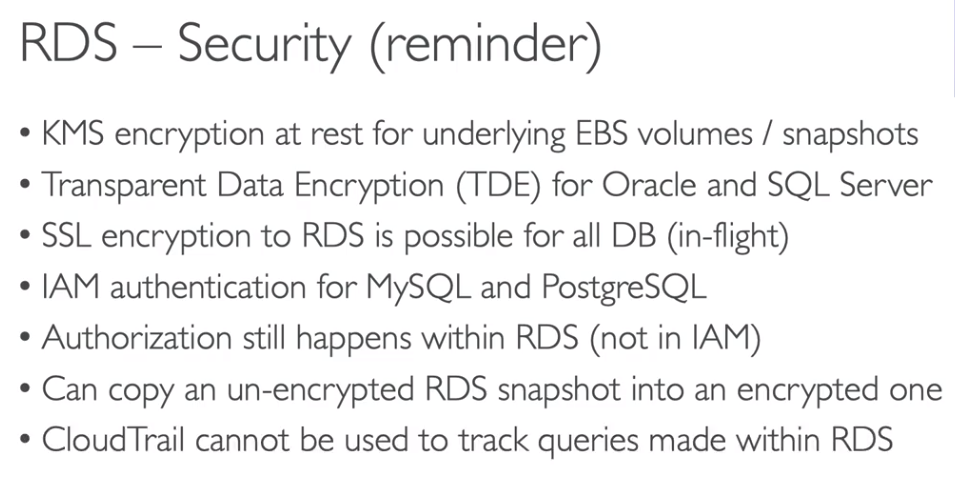 RDS – Security (reminder)
• KMS encryption at rest for underlying EBS volumes / snapshots
• Transparent Data Encryption (TDE) for Oracle and SQL Server
• SSL encryption to RDS is possible for all DB (in-flight)
• IAM authentication for MySQL and PostgreSQL
• Authorization still happens within RDS (not in IAM)
• Can copy an un-encrypted RDS snapshot into an encrypted one
• CloudTrail cannot be used to track queries made within RDS